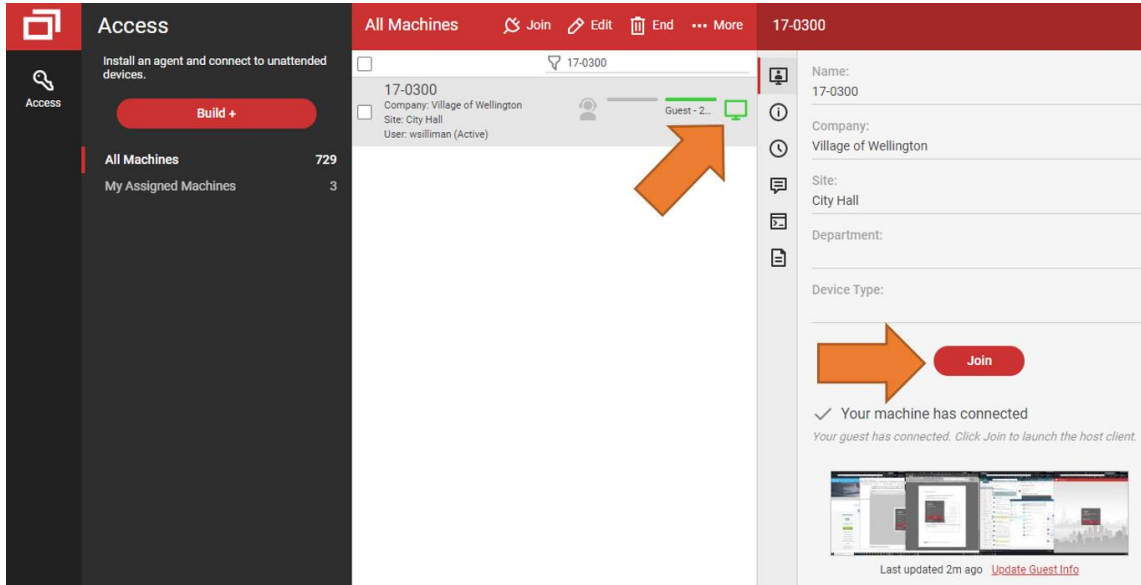 Access
All Machines
Join
Edit
End
••• More
17-0300
Access
Install an agent and connect to unattended
devices.
Build +
All Machines 729
My Assigned Machines 3
17-0300
17-0300
Company: Village of Wellington
Site: City Hall
User: wsilliman (Active)
Guest - 2...
Name:
17-0300
Company:
Village of Wellington
Site:
City Hall
Department:
Device Type:
Join
Your machine has connected
Your guest has connected. Click Join to launch the host client.
Last updated 2m ago Update Guest Info